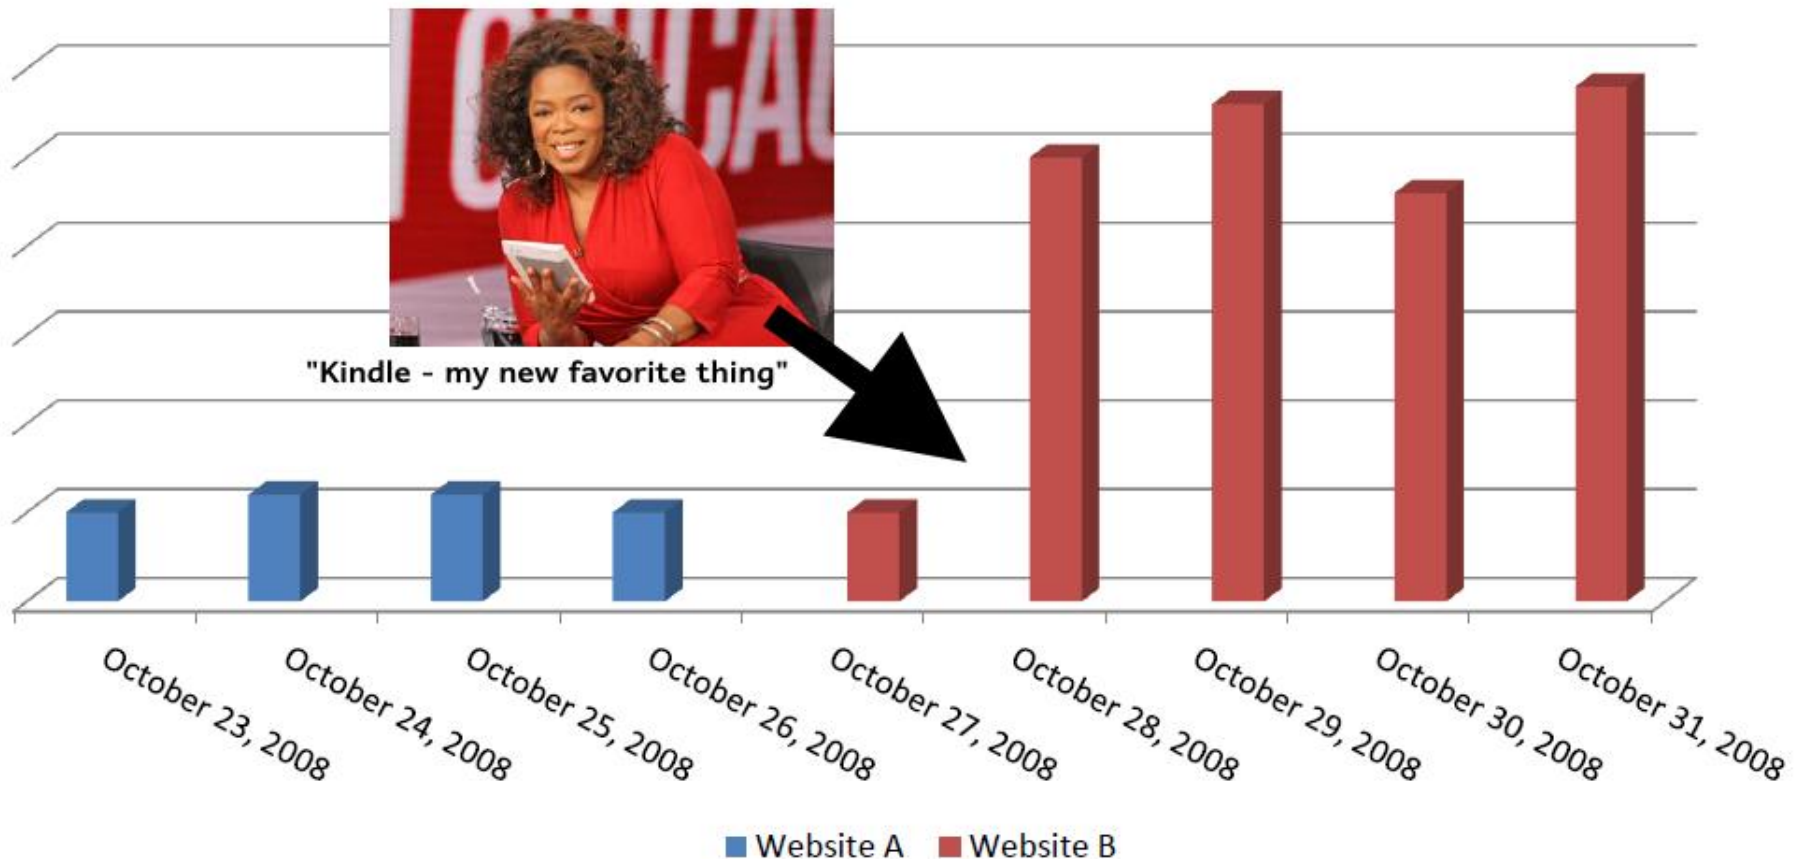 CHICAG
"Kindle - my new favorite thing"
October 23, 2008
October 24, 2008
October 25, 2008
October 26, 2008
October 27, 2008
October 28, 2008
October 29, 2008
October 30, 2008
October 31, 2008
Website A
Website B